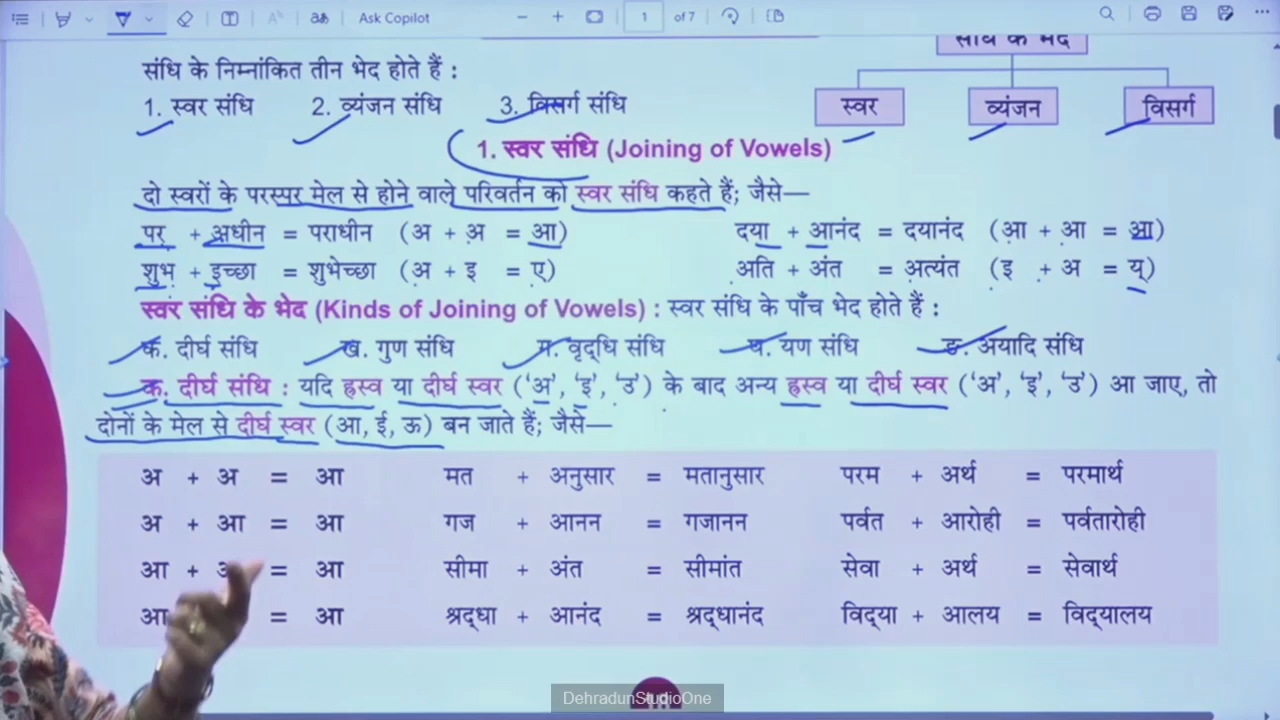 Ask Copilot
1 of 7
संधि के भेद
संधि के निम्नांकित तीन भेद होते हैं :
1. स्वर संधि 2. व्यंजन संधि 3. विसर्ग संधि
स्वर व्यंजन विसर्ग
1. स्वर संधि (Joining of Vowels)
दो स्वरों के परस्पर मेल से होने वाले परिवर्तन को स्वर संधि कहते हैं; जैसे—
पर + अधीन = पराधीन (अ + अ = आ) दया + आनंद = दयानंद (आ + आ = आ)
शुभ + इच्छा = शुभेच्छा (अ + इ = ए) अति + अंत = अत्यंत (इ + अ = य्)
स्वर संधि के भेद (Kinds of Joining of Vowels) : स्वर संधि के पाँच भेद होते हैं :
क. दीर्घ संधि ख. गुण संधि ग. वृद्धि संधि घ. यण संधि ङ. अयादि संधि
क. दीर्घ संधि : यदि ह्रस्व या दीर्घ स्वर (‘अ’, ‘इ’, ‘उ’) के बाद अन्य ह्रस्व या दीर्घ स्वर (‘अ’, ‘इ’, ‘उ’) आ जाए, तो
दोनों के मेल से दीर्घ स्वर (आ, ई, ऊ) बन जाते हैं; जैसे—
अ + अ = आ मत + अनुसार = मतानुसार परम + अर्थ = परमार्थ
अ + आ = आ गज + आनन = गजानन पर्वत + आरोही = पर्वतारोही
आ + = आ सीमा + अंत = सीमांत सेवा + अर्थ = सेवार्थ
आ = आ श्रद्धा + आनंद = श्रद्धानंद विद्या + आलय = विद्यालय
DehradunStudioOne